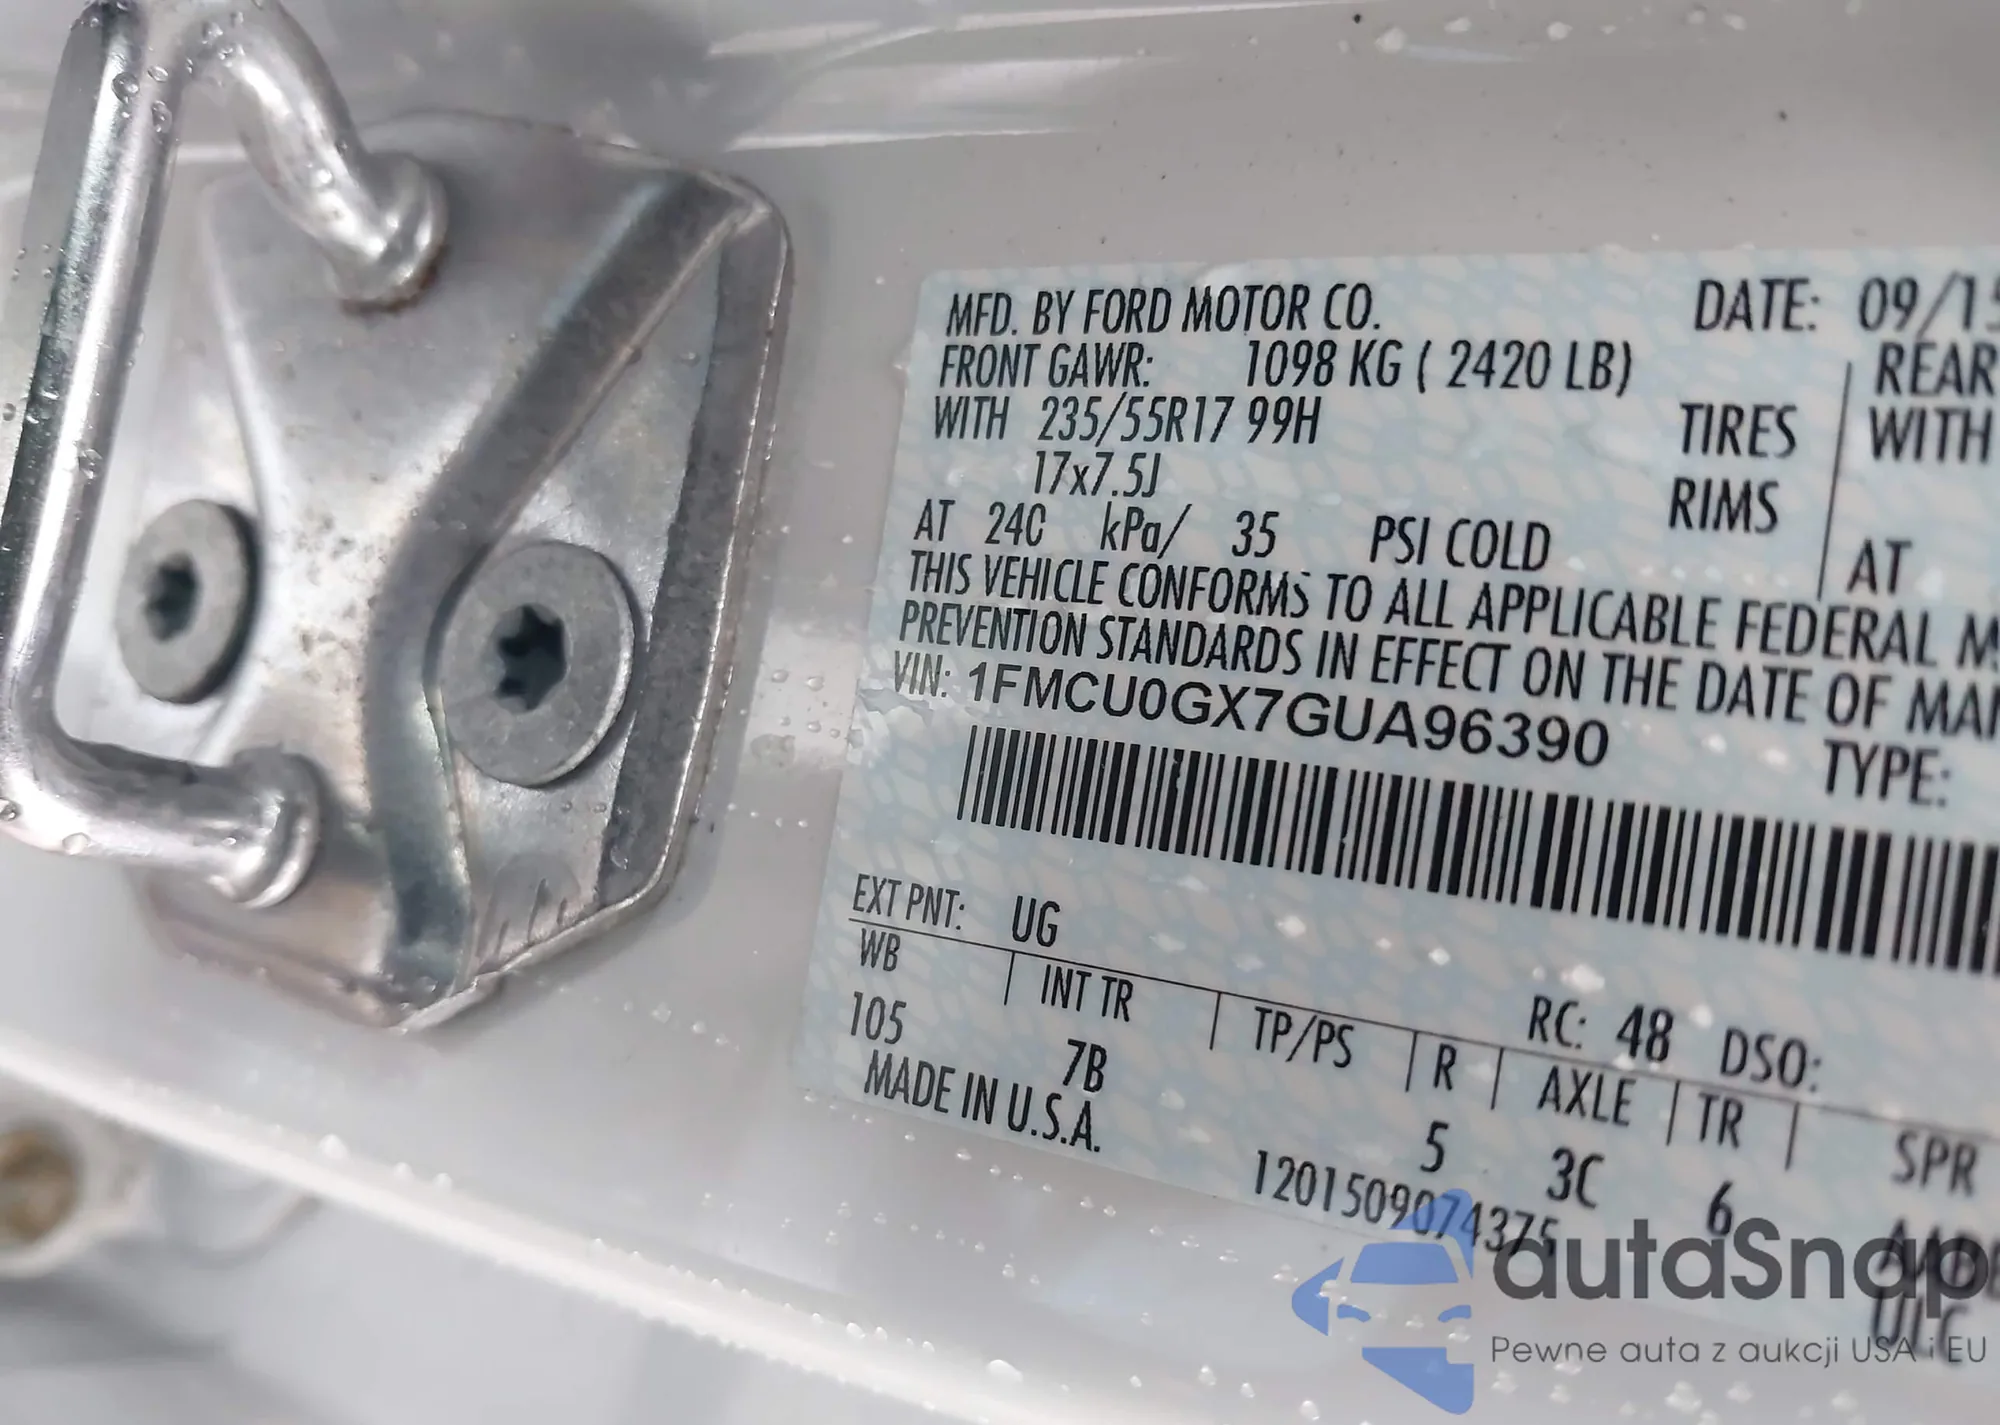 MFD. BY FORD MOTOR CO. DATE: 09/15
FRONT GAWR: 1098 KG ( 2420 LB) REAR
WITH 235/55R17 99H TIRES WITH
17x7.5J RIMS
AT 240 kPa/ 35 PSI COLD AT
THIS VEHICLE CONFORMS TO ALL APPLICABLE FEDERAL
PREVENTION STANDARDS IN EFFECT ON THE DATE OF
VIN: 1FMCU0GX7GUA96390
TYPE:
EXT PNT: UG RC: 48 DSO:
WB INT TR TP/PS R AXLE TR SPR
105 7B 5 3C 6
MADE IN U.S.A.
1201509074375
autaSnap
Pewne auta z aukcji USA i EU